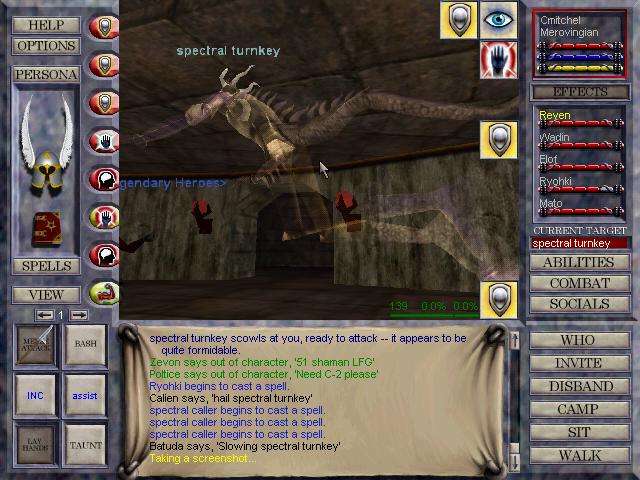 HELP
OPTIONS
PERSONA
SPELLS
VIEW
1
BASH
INC
assist
LAY
HANDS
TAUNT
spectral turnkey
gendary Heroes>
139 0.0% 0.0%
spectral turnkey scowls at you, ready to attack -- it appears to
be quite formidable.
Zevon says out of character, '51 shaman LFG'
Poltice says out of character, 'Need C-2 please'
Ryohki begins to cast a spell.
Calien says, 'hail spectral turnkey'
spectral caller begins to cast a spell.
spectral caller begins to cast a spell.
spectral caller begins to cast a spell.
Batuda says, 'Slowing spectral turnkey'
Taking a screenshot...
Cmitchel
Merovingian
EFFECTS
Reven
Wadin
Elof
Ryohki
Mato
CURRENT TARGET
spectral turnkey
ABILITIES
COMBAT
SOCIALS
WHO
INVITE
DISBAND
CAMP
SIT
WALK